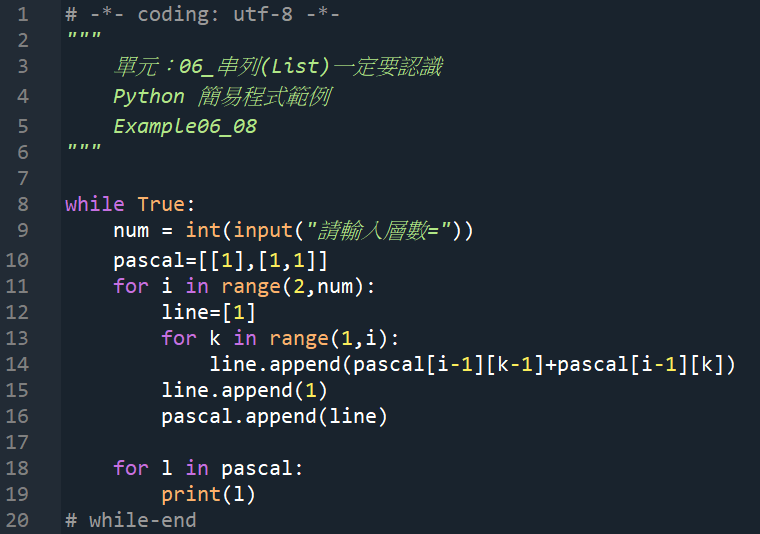 1 # -*- coding: utf-8 -*-
2 """
3     單元：06_串列(List)一定要認識
4     Python 簡易程式範例
5     Example06_08
6 """
7
8 while True:
9     num = int(input("請輸入層數="))
10     pascal=[[1],[1,1]]
11     for i in range(2,num):
12         line=[1]
13         for k in range(1,i):
14             line.append(pascal[i-1][k-1]+pascal[i-1][k])
15         line.append(1)
16         pascal.append(line)
17
18     for l in pascal:
19         print(l)
20 # while-end